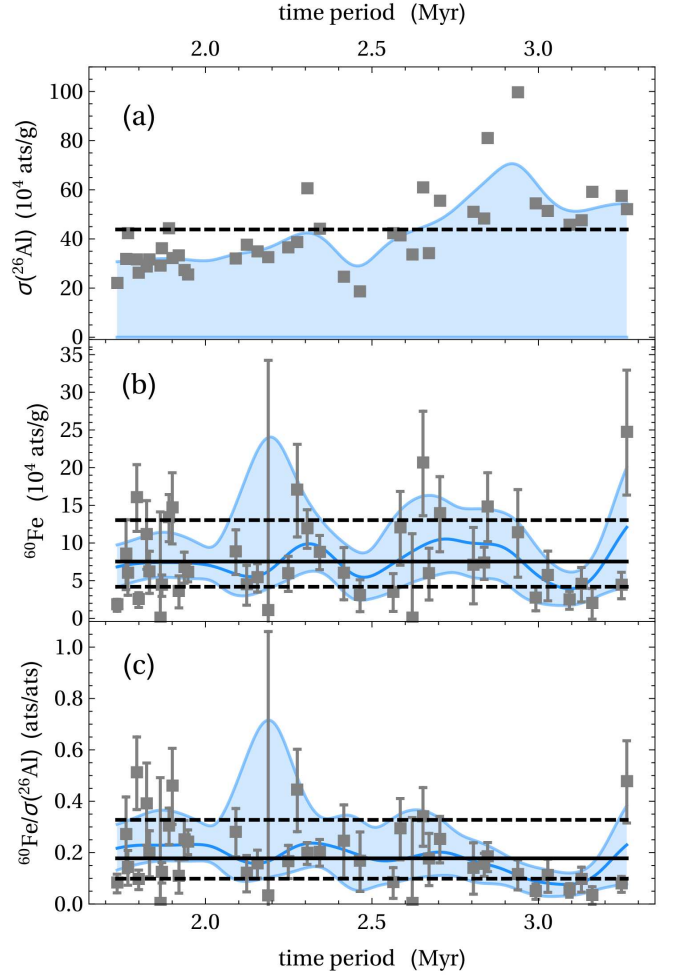 time period (Myr)
2.0 2.5 3.0
(a)
σ(²⁶Al) (10⁴ ats/g)
100
80
60
40
20
0
(b)
⁶⁰Fe (10⁴ ats/g)
35
30
25
20
15
10
5
0
(c)
⁶⁰Fe/σ(²⁶Al) (ats/ats)
1.0
0.8
0.6
0.4
0.2
0.0
2.0 2.5 3.0
time period (Myr)